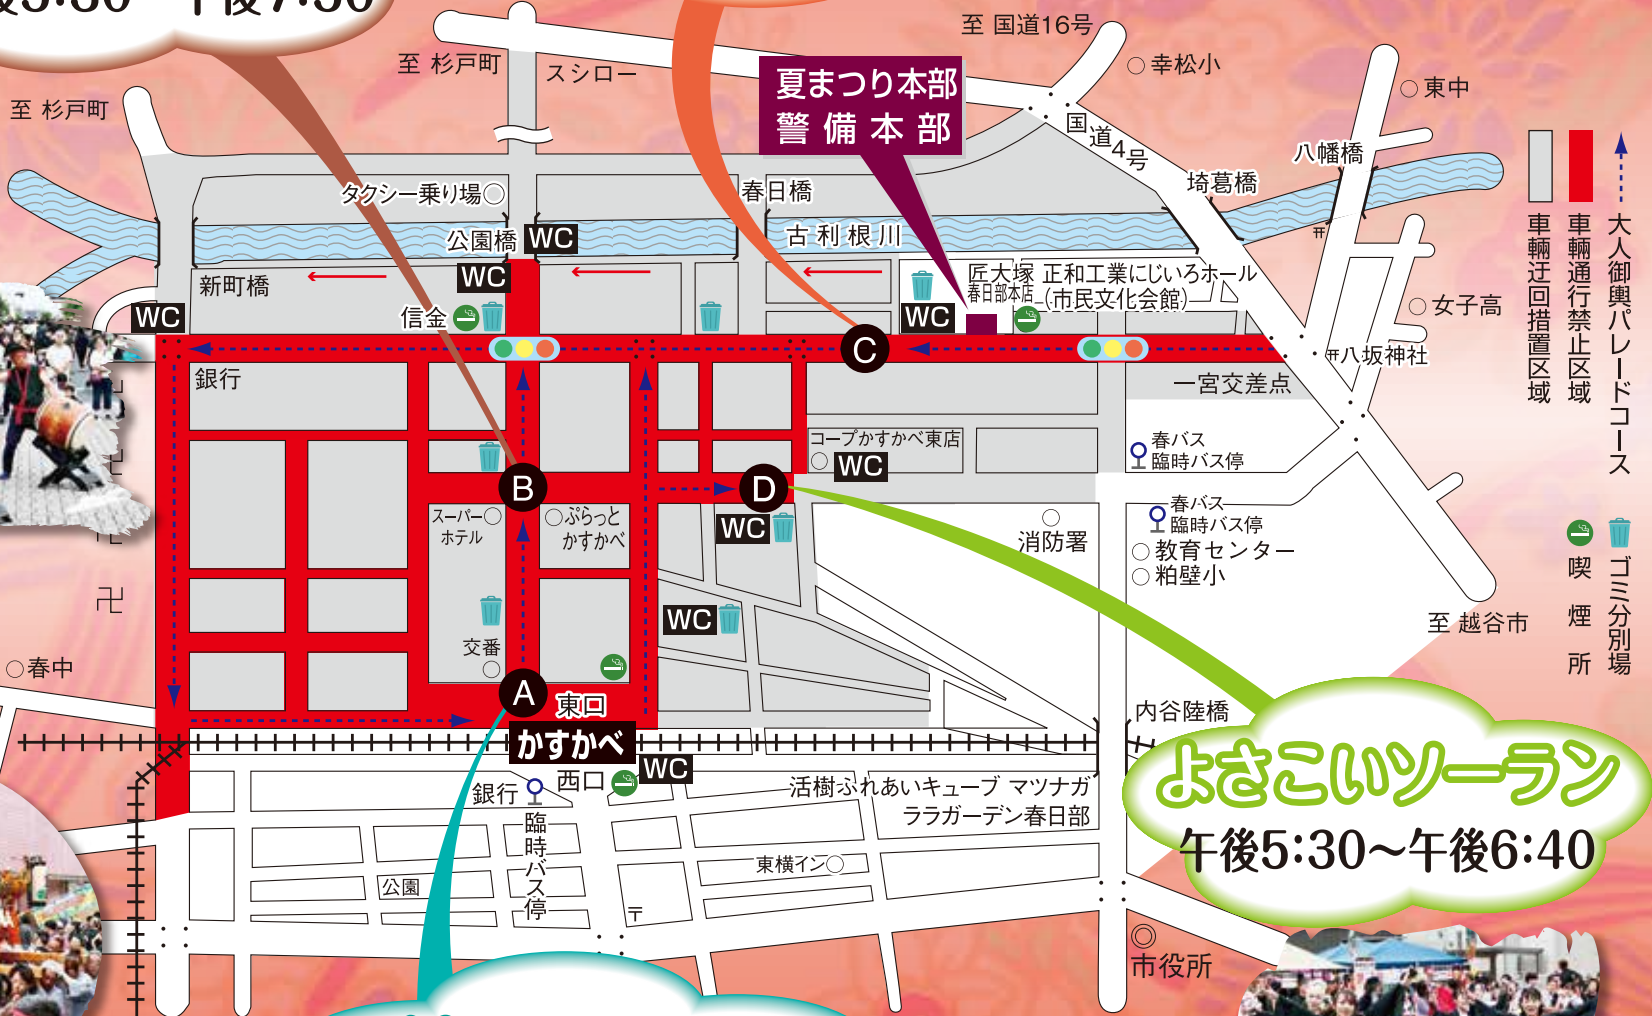 午後7:30
至 国道16号
至 杉戸町
スシロー
至 杉戸町
夏まつり本部
警備本部
幸松小
東中
国道4号
八幡橋
埼葛橋
タクシー乗り場
春日橋
公園橋
WC
古利根川
新町橋
WC
WC
信金
匠大塚
春日部本店
正和工業にじいろホール
(市民文化会館)
WC
女子高
C
八坂神社
銀行
一宮交差点
コープかすかべ東店
WC
春バス
臨時バス停
B
D
スーパー
ホテル
ぷらっと
かすかべ
WC
消防署
春バス
臨時バス停
教育センター
粕壁小
WC
交番
至 越谷市
春中
A
東口
かすかべ
西口
WC
内谷陸橋
銀行
臨時バス停
活樹ふれあいキューブ マツナガ
ララガーデン春日部
東横イン
公園
〒
市役所
よさこいソーラン
午後5:30〜午後6:40
大人御輿パレードコース
車輛通行禁止区域
車輛迂回措置区域
ゴミ分別場
喫煙所